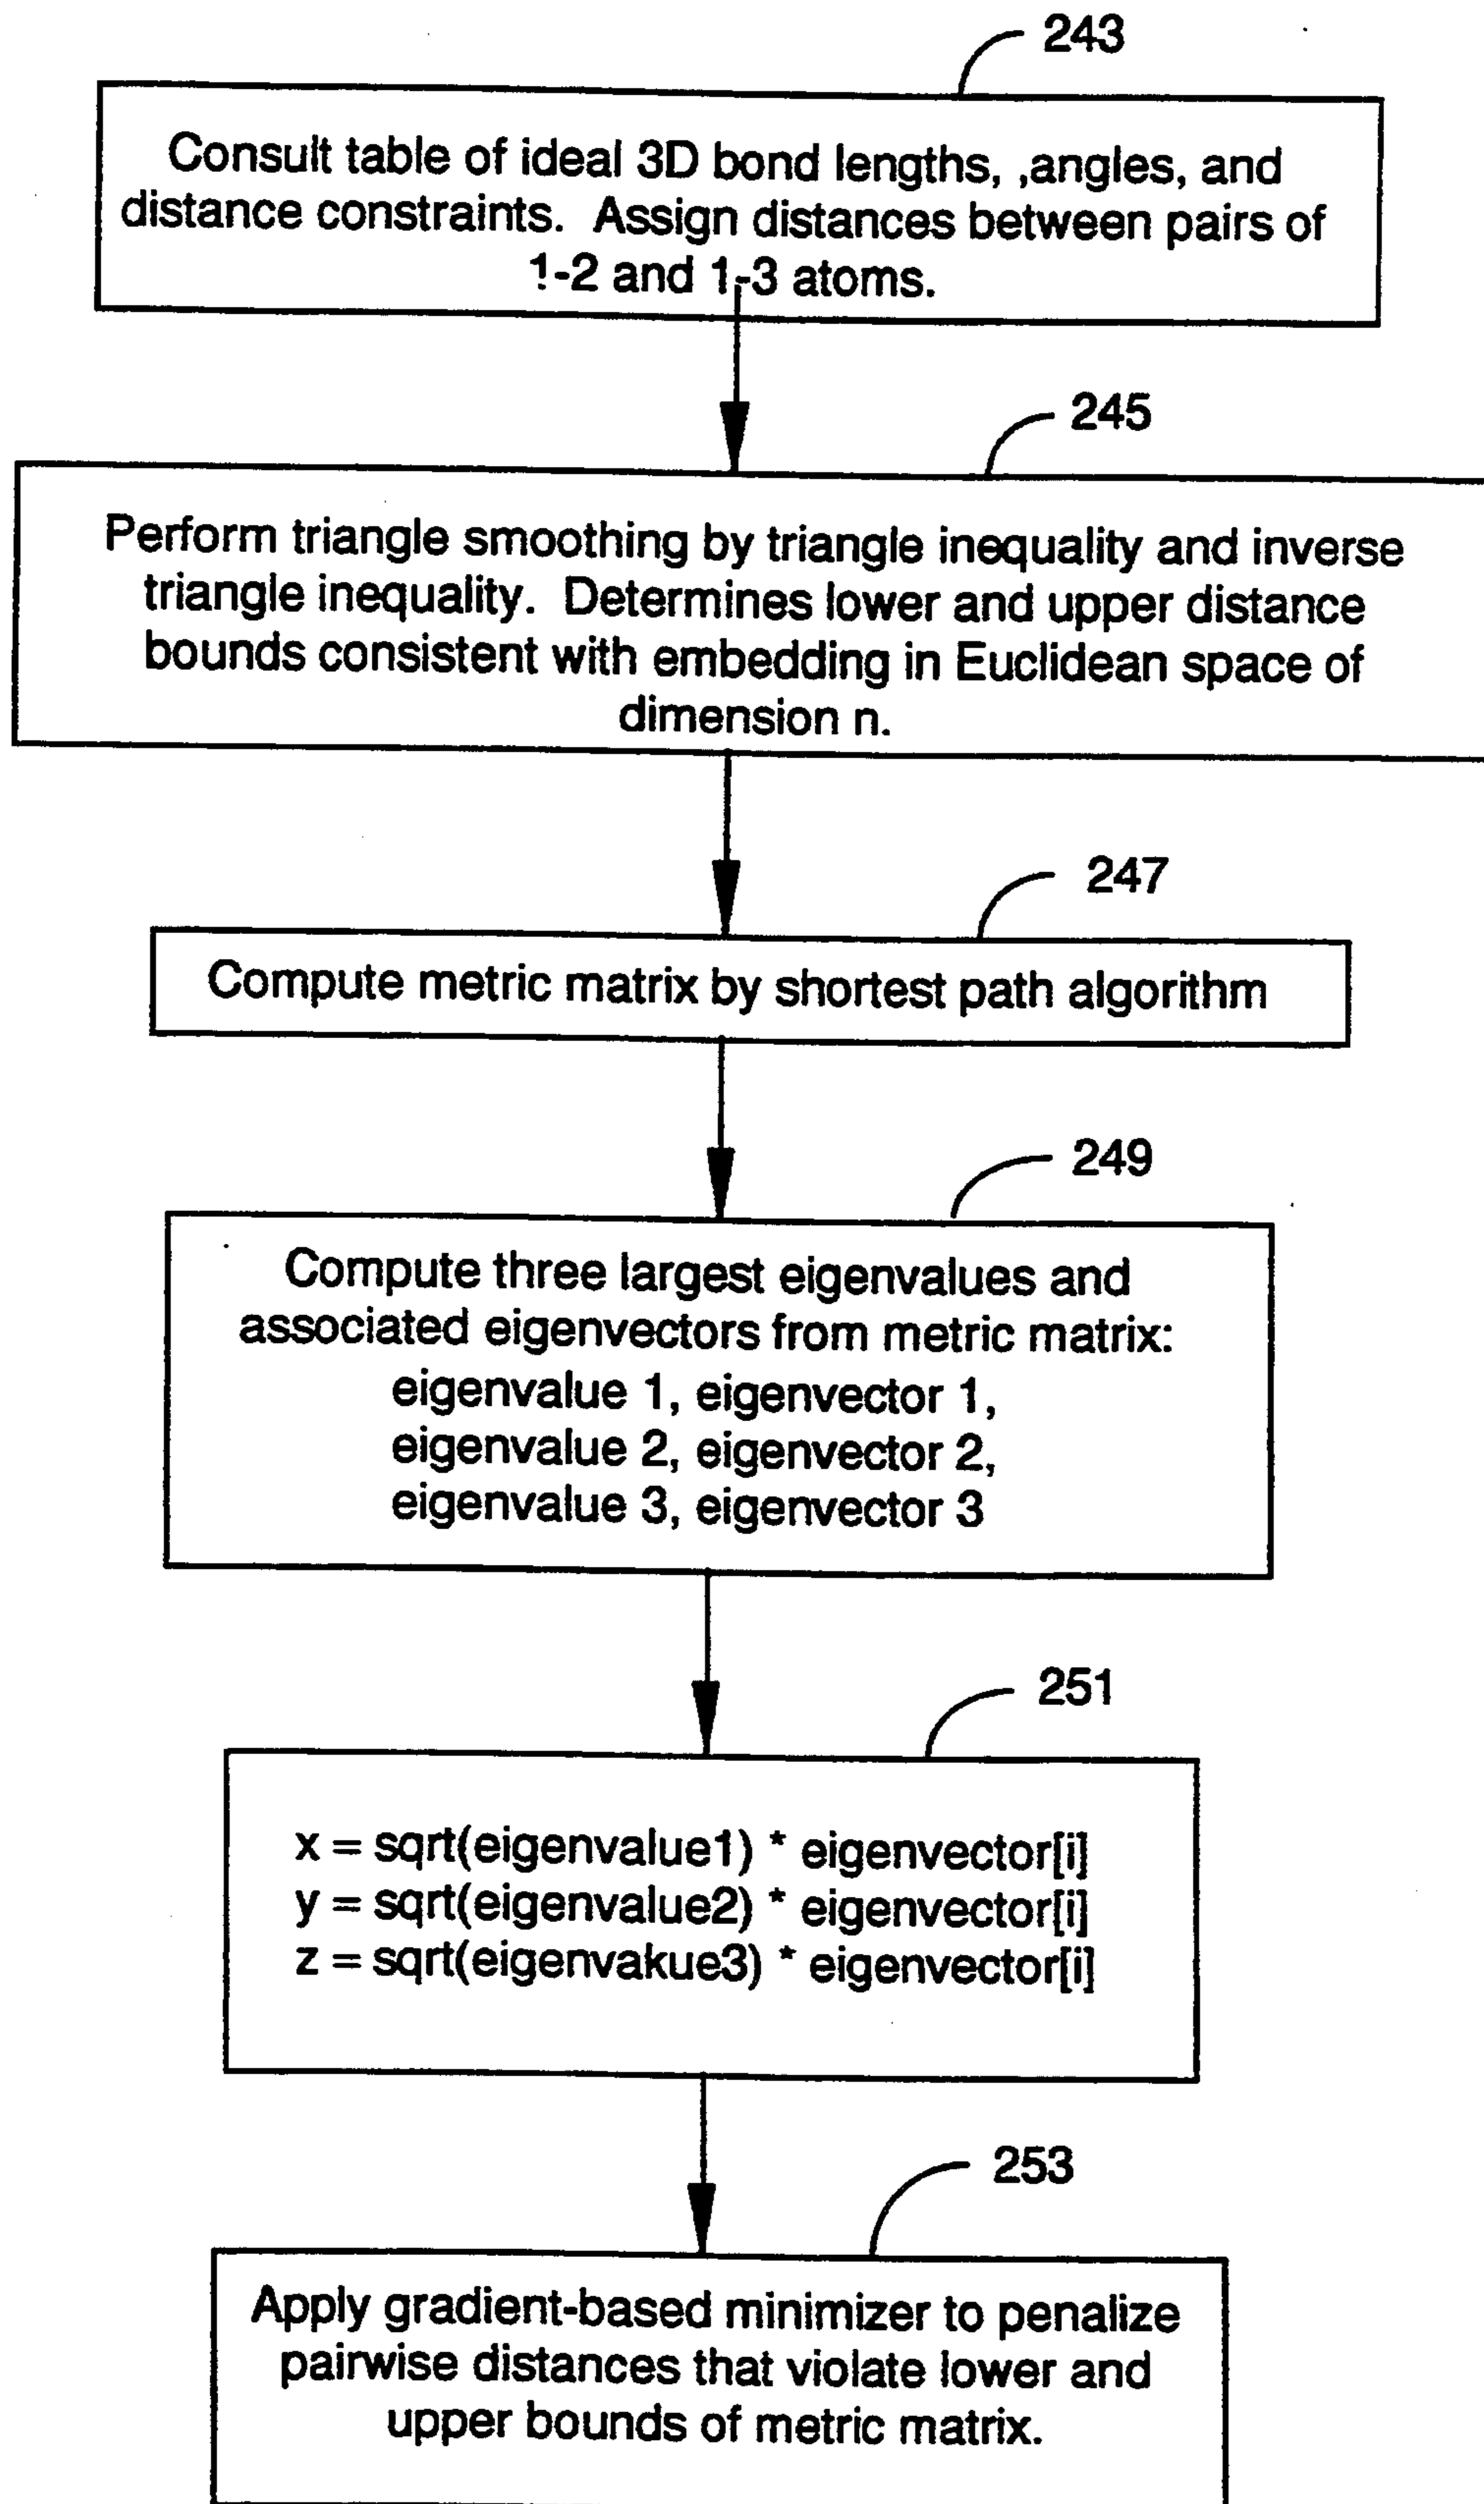 243
Consult table of ideal 3D bond lengths, ,angles, and
distance constraints. Assign distances between pairs of
1-2 and 1-3 atoms.
245
Perform triangle smoothing by triangle inequality and inverse
triangle inequality. Determines lower and upper distance
bounds consistent with embedding in Euclidean space of
dimension n.
247
Compute metric matrix by shortest path algorithm
249
Compute three largest eigenvalues and
associated eigenvectors from metric matrix:
eigenvalue 1, eigenvector 1,
eigenvalue 2, eigenvector 2,
eigenvalue 3, eigenvector 3
251
x = sqrt(eigenvalue1) * eigenvector[i]
y = sqrt(eigenvalue2) * eigenvector[i]
z = sqrt(eigenvakue3) * eigenvector[i]
253
Apply gradient-based minimizer to penalize
pairwise distances that violate lower and
upper bounds of metric matrix.